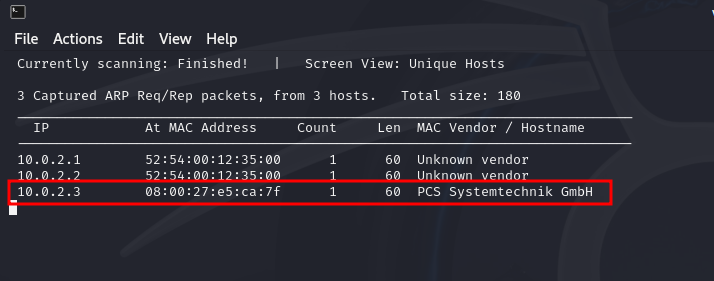 File Actions Edit View Help
Currently scanning: Finished! | Screen View: Unique Hosts
3 Captured ARP Req/Rep packets, from 3 hosts. Total size: 180
IP At MAC Address Count Len MAC Vendor / Hostname
10.0.2.1 52:54:00:12:35:00 1 60 Unknown vendor
10.0.2.2 52:54:00:12:35:00 1 60 Unknown vendor
10.0.2.3 08:00:27:e5:ca:7f 1 60 PCS Systemtechnik GmbH